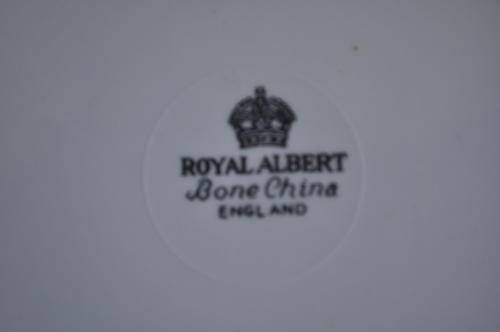 ROYAL ALBERT
Bone China
ENGLAND